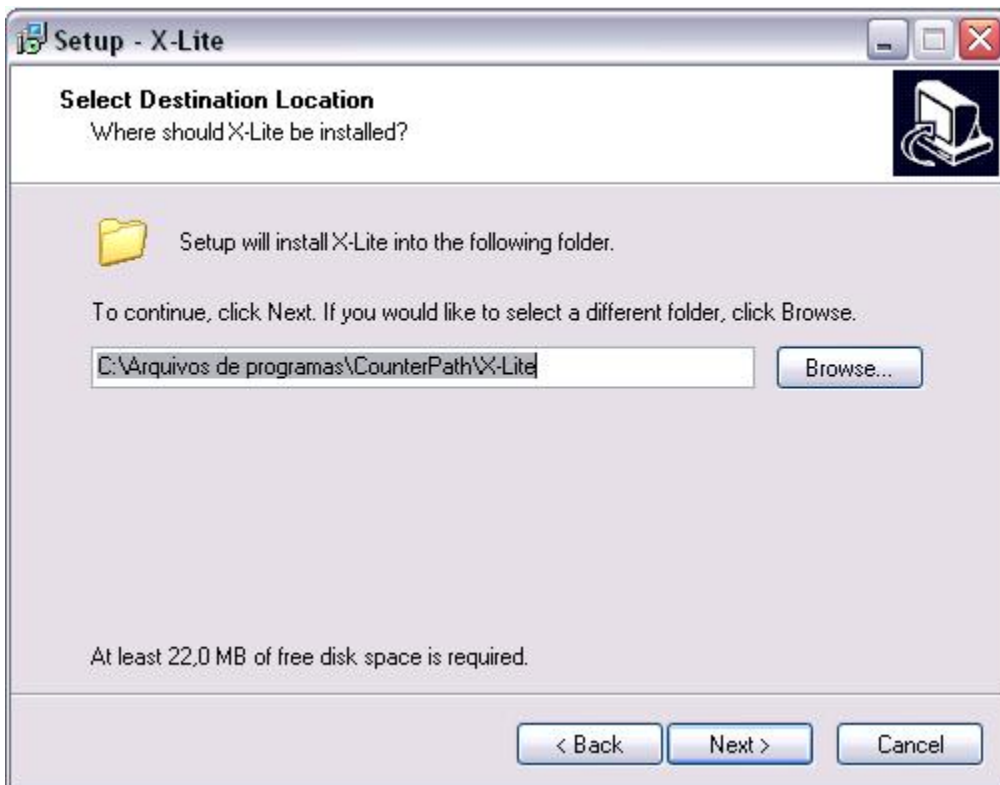 Setup - X-Lite
Select Destination Location
Where should X-Lite be installed?
Setup will install X-Lite into the following folder.
To continue, click Next. If you would like to select a different folder, click Browse.
C:\Arquivos de programas\CounterPath\X-Lite
Browse...
At least 22,0 MB of free disk space is required.
< Back
Next >
Cancel